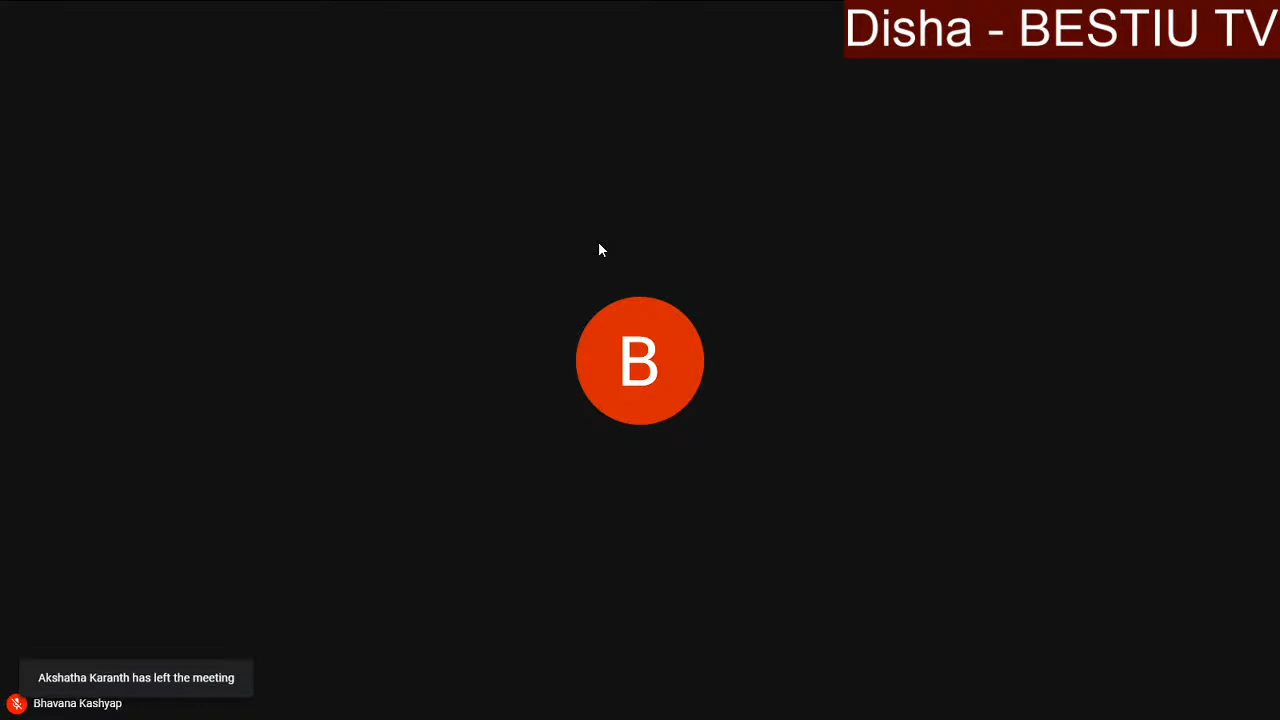 Disha - BESTIU TV
B
Akshatha Karanth has left the meeting
Bhavana Kashyap